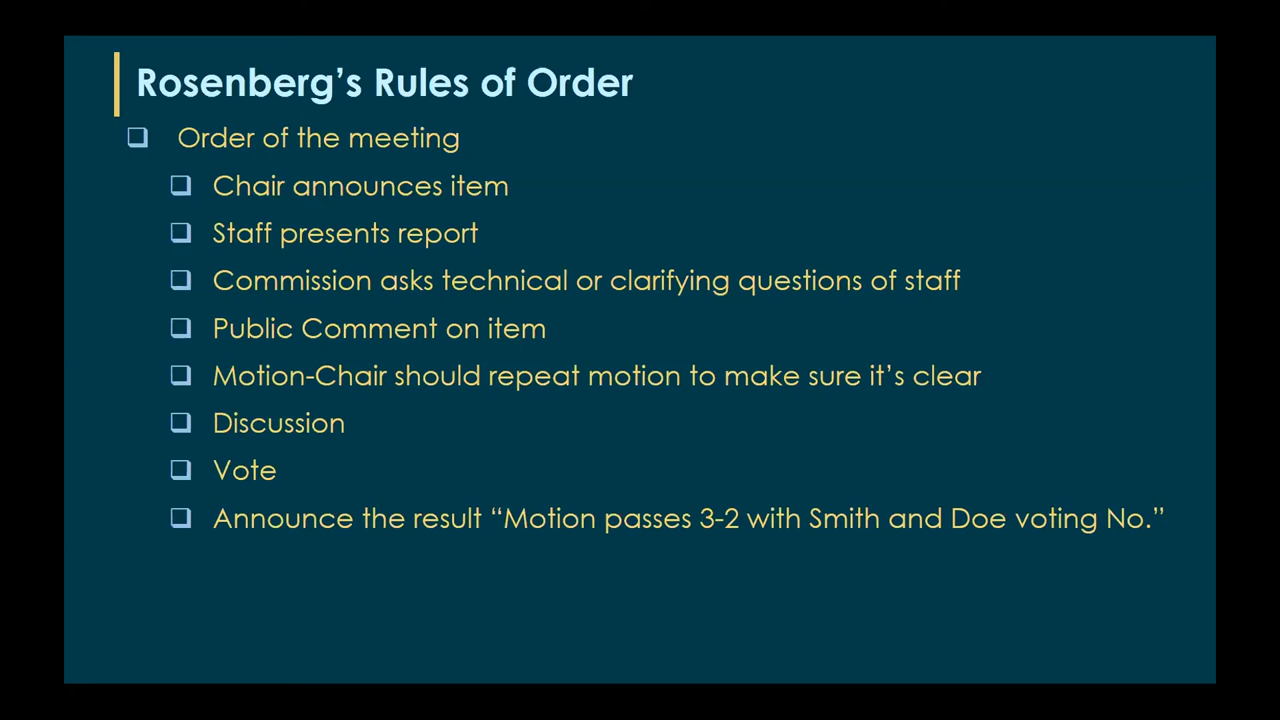 Rosenberg’s Rules of Order
Order of the meeting
Chair announces item
Staff presents report
Commission asks technical or clarifying questions of staff
Public Comment on item
Motion-Chair should repeat motion to make sure it’s clear
Discussion
Vote
Announce the result “Motion passes 3-2 with Smith and Doe voting No.”